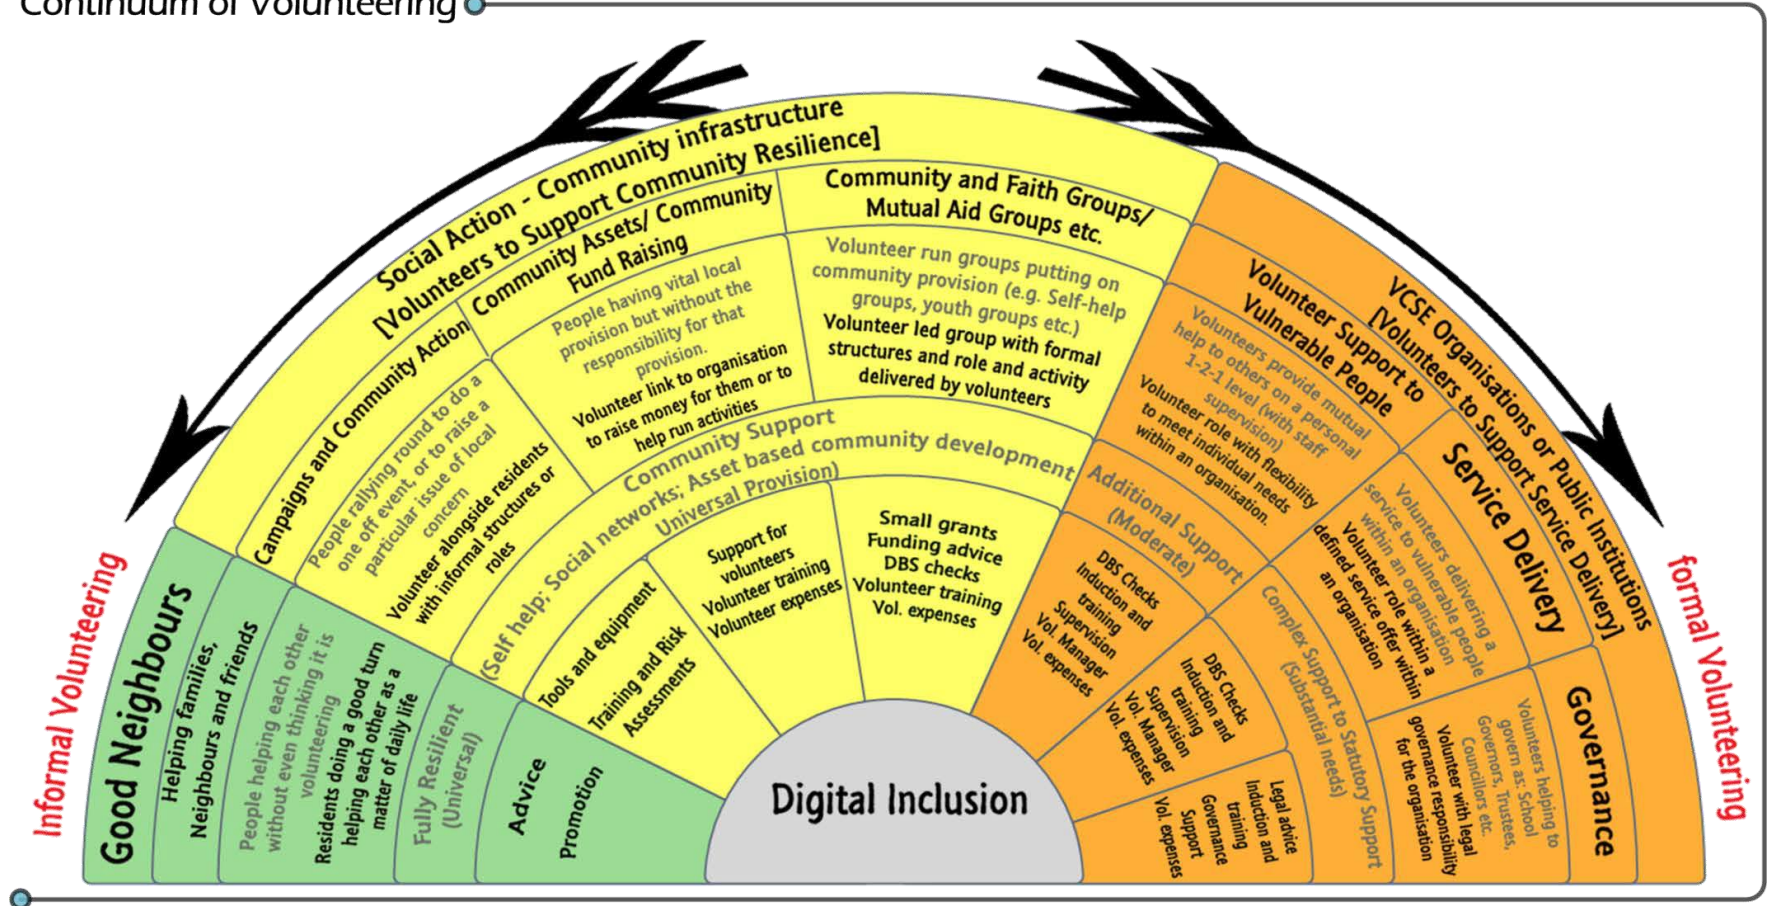 Continuum of Volunteering
Informal Volunteering
formal Volunteering
Good Neighbours
Helping families,
Neighbours and friends
People helping each other
without even thinking it is
volunteering
Residents doing a good turn
helping each other as a
matter of daily life
Fully Resilient
(Universal)
Advice
Promotion
Social Action - Community infrastructure
[Volunteers to Support Community Resilience]
Campaigns and Community Action
People rallying round to do a
one off event, or to raise a
particular issue of local
concern
Volunteer alongside residents
with informal structures or
roles
Community Assets/ Community
Fund Raising
People having vital local
provision but without the
responsibility for that
provision.
Volunteer link to organisation
to raise money for them or to
help run activities
Community and Faith Groups/
Mutual Aid Groups etc.
Volunteer run groups putting on
community provision (e.g. Self-help
groups, youth groups etc.)
Volunteer led group with formal
structures and role and activity
delivered by volunteers
Community Support
(Self help; Social networks; Asset based community development
Universal Provision)
Tools and equipment
Training and Risk
Assessments
Support for
volunteers
Volunteer training
Volunteer expenses
Small grants
Funding advice
DBS checks
Volunteer training
Vol. expenses
VCSE Organisations or Public Institutions
[Volunteers to Support Service Delivery]
Volunteer Support to
Vulnerable People
Volunteers provide mutual
help to others on a personal
1-2-1 level (with staff
supervision)
Volunteer role with flexibility
to meet individual needs
within an organisation.
Additional Support
(Moderate)
DBS Checks
Induction and
training
Supervision
Vol. Manager
Vol. expenses
Service Delivery
Volunteers delivering a
service to vulnerable people
within an organisation
Volunteer role within a
defined service offer within
an organisation
Complex Support to Statutory Support
(Substantial needs)
DBS Checks
Induction and
training
Supervision
Vol. Manager
Vol. expenses
Governance
Volunteers helping to
govern as: School
Governors, Trustees,
Councillors etc.
Volunteer with legal
governance responsibility
for the organisation
Legal advice
Induction and
training
Governance
Support
Vol. expenses
Digital Inclusion